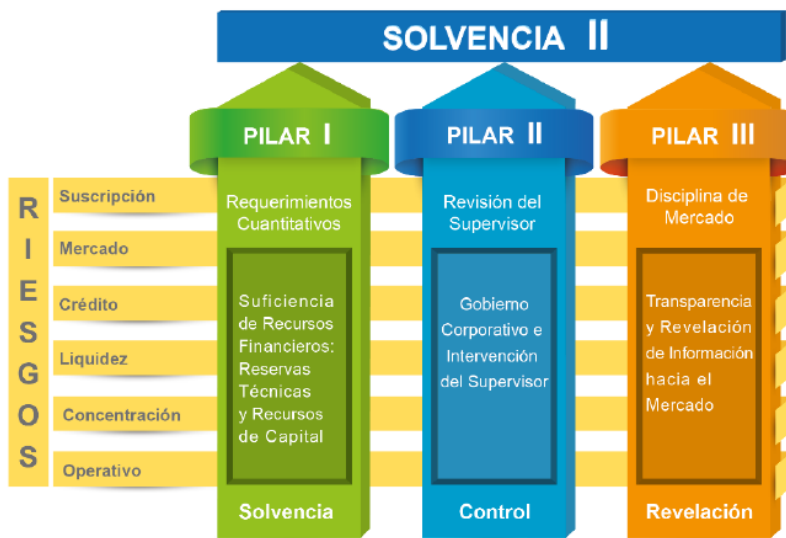 SOLVENCIA II
PILAR I
PILAR II
PILAR III
RIESGOS
Suscripción
Mercado
Crédito
Liquidez
Concentración
Operativo
Requerimientos
Cuantitativos
Suficiencia
de Recursos
Financieros:
Reservas
Técnicas
y Recursos
de Capital
Solvencia
Revisión del
Supervisor
Gobierno
Corporativo e
Intervención
del Supervisor
Control
Disciplina de
Mercado
Transparencia
y Revelación
de Información
hacia el
Mercado
Revelación